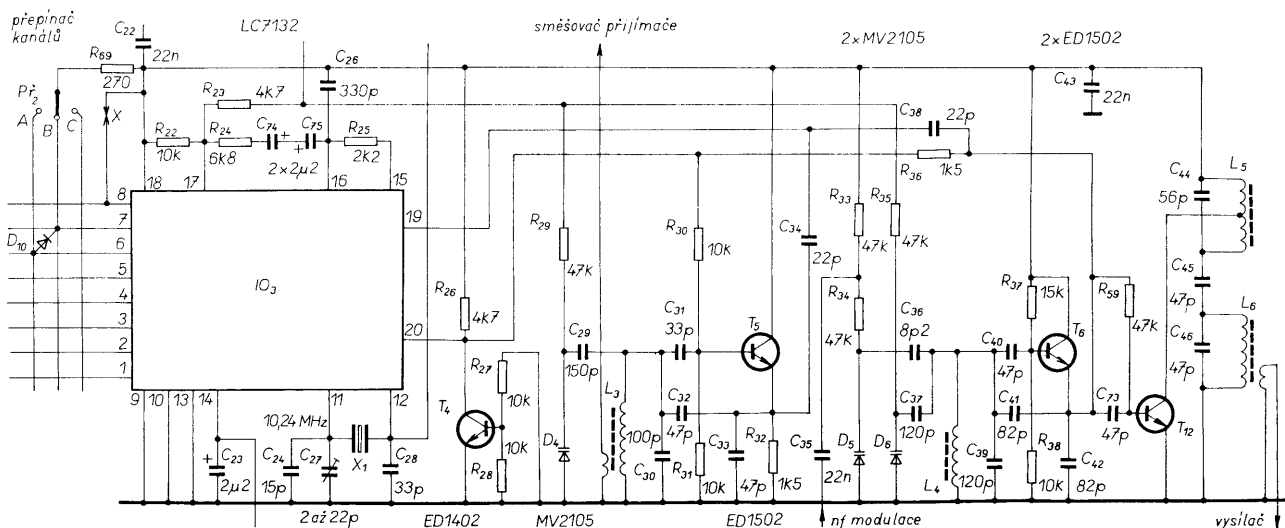 přepínač
kanálů
C22
22n
LC7132
směšovač přijímače
2xMV2105
2xED1502
R69
270
C26
330p
C43
22n
Př2
A
B
C
X
R23
4k7
C38
22p
R22
10k
R24
6k8
C74
+
+
C75
2x2µ2
R25
2k2
R36
1k5
C44
56p
L5
18
17
16
15
8
7
6
5
4
3
2
1
D10
IO3
19
20
R29
47k
R30
10k
C34
22p
R33
47k
R35
47k
R26
4k7
R34
47k
R37
15k
R59
47k
C45
47p
L6
C29
150p
C31
33p
T5
C36
8p2
C40
47p
T6
C46
47p
9
10
13
14
11
12
R27
10k
T4
10k
R28
L3
100p
C30
C32
47p
C37
120p
C41
82p
C73
47p
T12
10,24 MHz
+
C23
2µ2
C24
15p
C27
X1
C28
33p
D4
R31
10k
C33
47p
R32
1k5
C35
22n
D5
D6
L4
C39
120p
R38
10k
C42
82p
2 až 22p
ED1402
MV2105
ED1502
nf modulace
vysílač